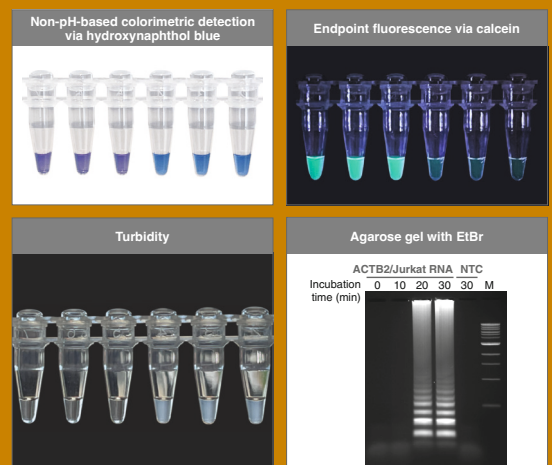 Non-pH-based colorimetric detection
via hydroxynaphthol blue
Endpoint fluorescence via calcein
Turbidity
Agarose gel with EtBr
ACTB2/Jurkat RNA NTC
Incubation
time (min)
0 10 20 30 30 M